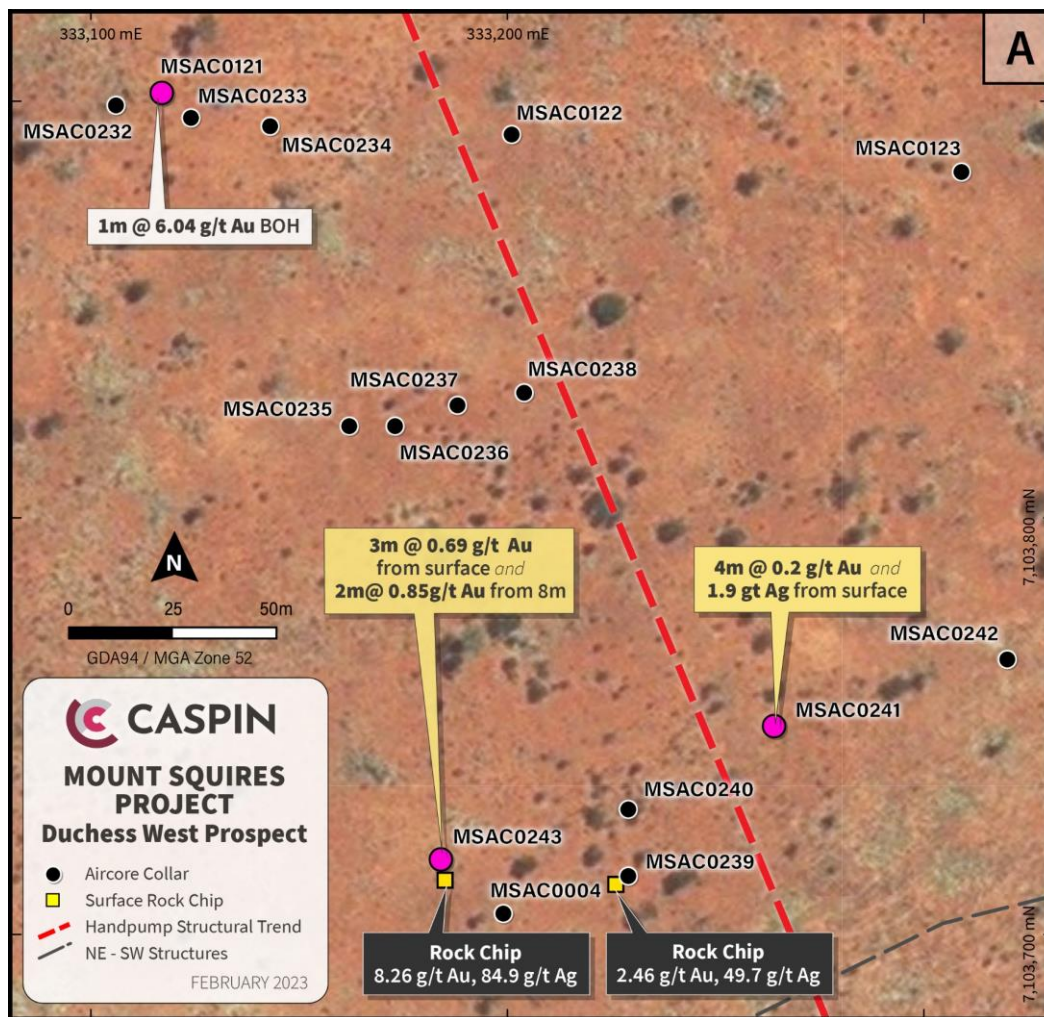 333,100 mE
333,200 mE
A
MSAC0121
MSAC0233
MSAC0232
MSAC0234
MSAC0122
MSAC0123
1m @ 6.04 g/t Au BOH
MSAC0237
MSAC0238
MSAC0235
MSAC0236
7,103,800 mN
3m @ 0.69 g/t Au
from surface and
2m@ 0.85g/t Au from 8m
4m @ 0.2 g/t Au and
1.9 gt Ag from surface
N
0 25 50m
GDA94 / MGA Zone 52
MSAC0242
MSAC0241
CASPIN
MOUNT SQUIRES
PROJECT
Duchess West Prospect
Aircore Collar
Surface Rock Chip
Handpump Structural Trend
NE - SW Structures
FEBRUARY 2023
MSAC0240
MSAC0243
MSAC0239
MSAC0004
Rock Chip
8.26 g/t Au, 84.9 g/t Ag
Rock Chip
2.46 g/t Au, 49.7 g/t Ag
7,103,700 mN